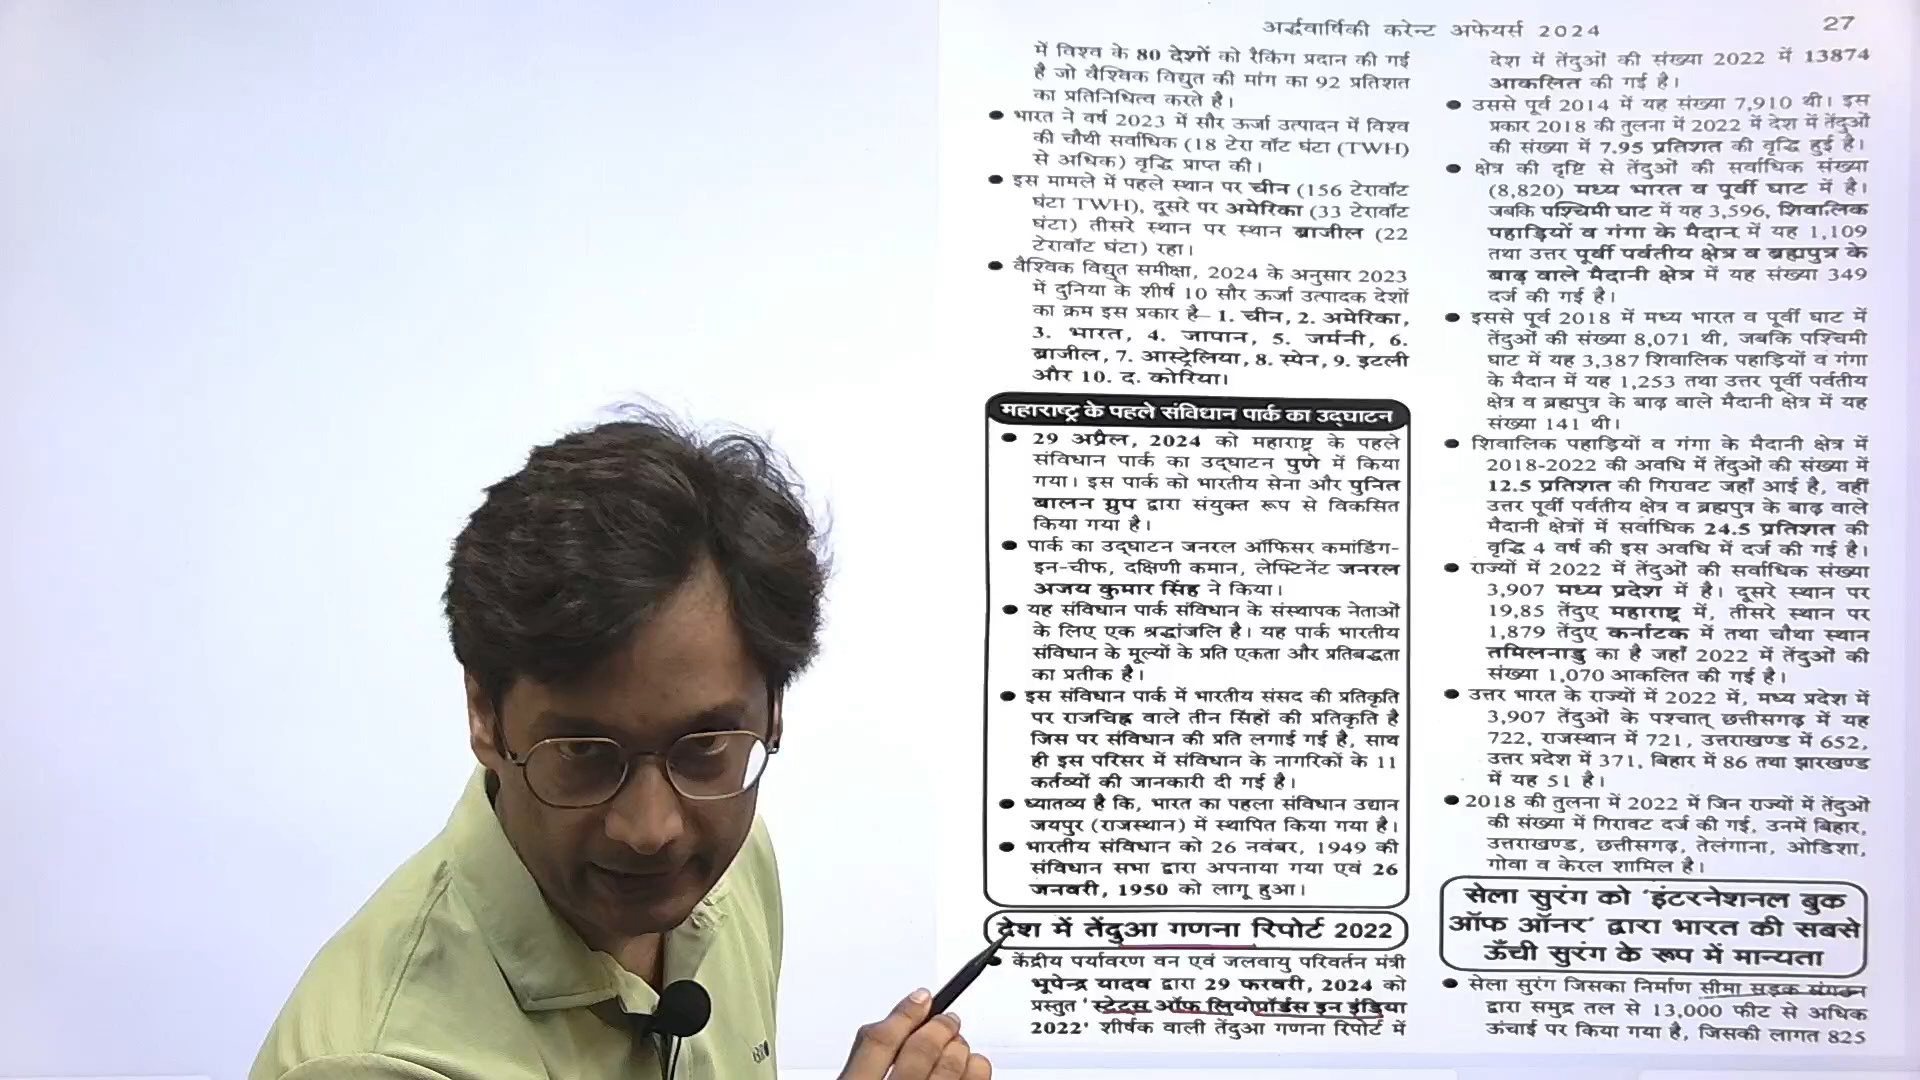 अर्द्धवार्षिकी करेन्ट अफेयर्स 2024
27
में विश्व के 80 देशों को रैंकिंग प्रदान की गई
है जो वैश्विक विद्युत की मांग का 92 प्रतिशत
का प्रतिनिधित्व करते है।
● भारत ने वर्ष 2023 में सौर ऊर्जा उत्पादन में विश्व
की चौथी सर्वाधिक (18 टेरा वॉट घंटा (TWH)
से अधिक) वृद्धि प्राप्त की।
● इस मामले में पहले स्थान पर चीन (156 टेरावॉट
घंटा TWH), दूसरे पर अमेरिका (33 टेरावॉट
घंटा) तीसरे स्थान पर स्थान ब्राजील (22
टेरावॉट घंटा) रहा।
● वैश्विक विद्युत समीक्षा, 2024 के अनुसार 2023
में दुनिया के शीर्ष 10 सौर ऊर्जा उत्पादक देशों
का क्रम इस प्रकार है– 1. चीन, 2. अमेरिका,
3. भारत, 4. जापान, 5. जर्मनी, 6.
ब्राजील, 7. आस्ट्रेलिया, 8. स्पेन, 9. इटली
और 10. द. कोरिया।
महाराष्ट्र के पहले संविधान पार्क का उद्घाटन
● 29 अप्रैल, 2024 को महाराष्ट्र के पहले
संविधान पार्क का उद्घाटन पुणे में किया
गया। इस पार्क को भारतीय सेना और पुनित
बालन ग्रुप द्वारा संयुक्त रूप से विकसित
किया गया है।
● पार्क का उद्घाटन जनरल ऑफिसर कमांडिंग-
इन-चीफ, दक्षिणी कमान, लेफ्टिनेंट जनरल
अजय कुमार सिंह ने किया।
● यह संविधान पार्क संविधान के संस्थापक नेताओं
के लिए एक श्रद्धांजलि है। यह पार्क भारतीय
संविधान के मूल्यों के प्रति एकता और प्रतिबद्धता
का प्रतीक है।
● इस संविधान पार्क में भारतीय संसद की प्रतिकृति
पर राजचिह्न वाले तीन सिंहों की प्रतिकृति है
जिस पर संविधान की प्रति लगाई गई है, साथ
ही इस परिसर में संविधान के नागरिकों के 11
कर्तव्यों की जानकारी दी गई है।
● ध्यातव्य है कि, भारत का पहला संविधान उद्यान
जयपुर (राजस्थान) में स्थापित किया गया है।
● भारतीय संविधान को 26 नवंबर, 1949 की
संविधान सभा द्वारा अपनाया गया एवं 26
जनवरी, 1950 को लागू हुआ।
देश में तेंदुआ गणना रिपोर्ट 2022
● केंद्रीय पर्यावरण वन एवं जलवायु परिवर्तन मंत्री
भूपेन्द्र यादव द्वारा 29 फरवरी, 2024 को
प्रस्तुत 'स्टेट्स ऑफ लियोप्रॉर्डस इन इंडिया
2022' शीर्षक वाली तेंदुआ गणना रिपोर्ट में
देश में तेंदुओं की संख्या 2022 में 13874
आकलित की गई है।
● उससे पूर्व 2014 में यह संख्या 7,910 थी। इस
प्रकार 2018 की तुलना में 2022 में देश में तेंदुओं
की संख्या में 7.95 प्रतिशत की वृद्धि हुई है।
● क्षेत्र की दृष्टि से तेंदुओं की सर्वाधिक संख्या
(8,820) मध्य भारत व पूर्वी घाट में है।
जबकि पश्चिमी घाट में यह 3,596, शिवालिक
पहाड़ियों व गंगा के मैदान में यह 1,109
तथा उत्तर पूर्वी पर्वतीय क्षेत्र व ब्रह्मपुत्र के
बाढ़ वाले मैदानी क्षेत्र में यह संख्या 349
दर्ज की गई है।
● इससे पूर्व 2018 में मध्य भारत व पूर्वी घाट में
तेंदुओं की संख्या 8,071 थी, जबकि पश्चिमी
घाट में यह 3,387 शिवालिक पहाड़ियों व गंगा
के मैदान में यह 1,253 तथा उत्तर पूर्वी पर्वतीय
क्षेत्र व ब्रह्मपुत्र के बाढ़ वाले मैदानी क्षेत्र में यह
संख्या 141 थी।
● शिवालिक पहाड़ियों व गंगा के मैदानी क्षेत्र में
2018-2022 की अवधि में तेंदुओं की संख्या में
12.5 प्रतिशत की गिरावट जहाँ आई है, वहीं
उत्तर पूर्वी पर्वतीय क्षेत्र व ब्रह्मपुत्र के बाढ़ वाले
मैदानी क्षेत्रों में सर्वाधिक 24.5 प्रतिशत की
वृद्धि 4 वर्ष की इस अवधि में दर्ज की गई है।
● राज्यों में 2022 में तेंदुओं की सर्वाधिक संख्या
3,907 मध्य प्रदेश में है। दूसरे स्थान पर
19,85 तेंदुए महाराष्ट्र में, तीसरे स्थान पर
1,879 तेंदुए कर्नाटक में तथा चौथा स्थान
तमिलनाडु का है जहाँ 2022 में तेंदुओं की
संख्या 1,070 आकलित की गई है।
● उत्तर भारत के राज्यों में 2022 में, मध्य प्रदेश में
3,907 तेंदुओं के पश्चात् छत्तीसगढ़ में यह
722, राजस्थान में 721, उत्तराखण्ड में 652,
उत्तर प्रदेश में 371, बिहार में 86 तथा झारखण्ड
में यह 51 है।
● 2018 की तुलना में 2022 में जिन राज्यों में तेंदुओं
की संख्या में गिरावट दर्ज की गई, उनमें बिहार,
उत्तराखण्ड, छत्तीसगढ़, तेलंगाना, ओडिशा,
गोवा व केरल शामिल है।
सेला सुरंग को 'इंटरनेशनल बुक
ऑफ ऑनर' द्वारा भारत की सबसे
ऊँची सुरंग के रूप में मान्यता
● सेला सुरंग जिसका निर्माण सीमा सड़क संगठन
द्वारा समुद्र तल से 13,000 फीट से अधिक
ऊंचाई पर किया गया है, जिसकी लागत 825